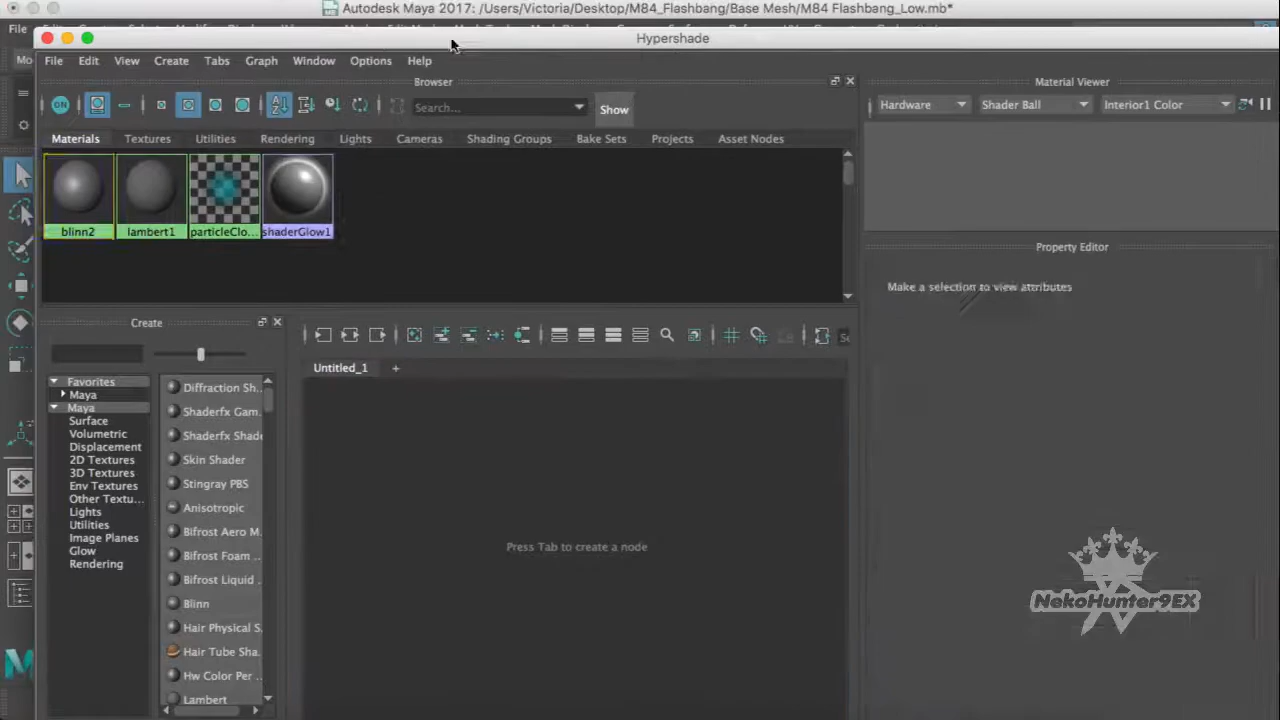 Autodesk Maya 2017: /Users/Victoria/Desktop/M84_Flashbang/Base Mesh/M84 Flashbang_Low.mb*
File
Hypershade
File Edit View Create Tabs Graph Window Options Help
Browser
Material Viewer
ON
Search...
Show
Hardware
Shader Ball
Interior1 Color
Materials Textures Utilities Rendering Lights Cameras Shading Groups Bake Sets Projects Asset Nodes
blinn2 lambert1 particleClo... shaderGlow1
Property Editor
Make a selection to view attributes
Create
Untitled_1 +
Favorites
Maya
Maya
Surface
Volumetric
Displacement
2D Textures
3D Textures
Env Textures
Other Textu...
Lights
Utilities
Image Planes
Glow
Rendering
Diffraction Sh..
Shaderfx Gam.
Shaderfx Shade
Skin Shader
Stingray PBS
Anisotropic
Bifrost Aero M.
Bifrost Foam ..
Bifrost Liquid .
Blinn
Hair Physical S.
Hair Tube Sha.
Hw Color Per .
Lambert
Press Tab to create a node
NekoHunter9EX